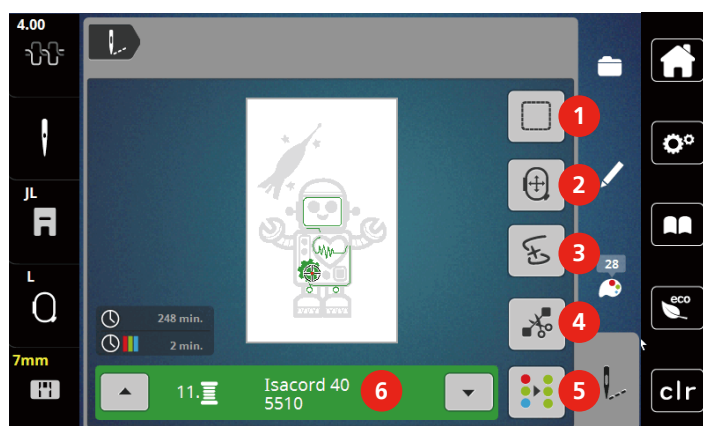 4.00
1
2
JL
3
28
L
4
eco
248 min.
2 min.
7mm
11.
Isacord 40
5510
6
5
clr